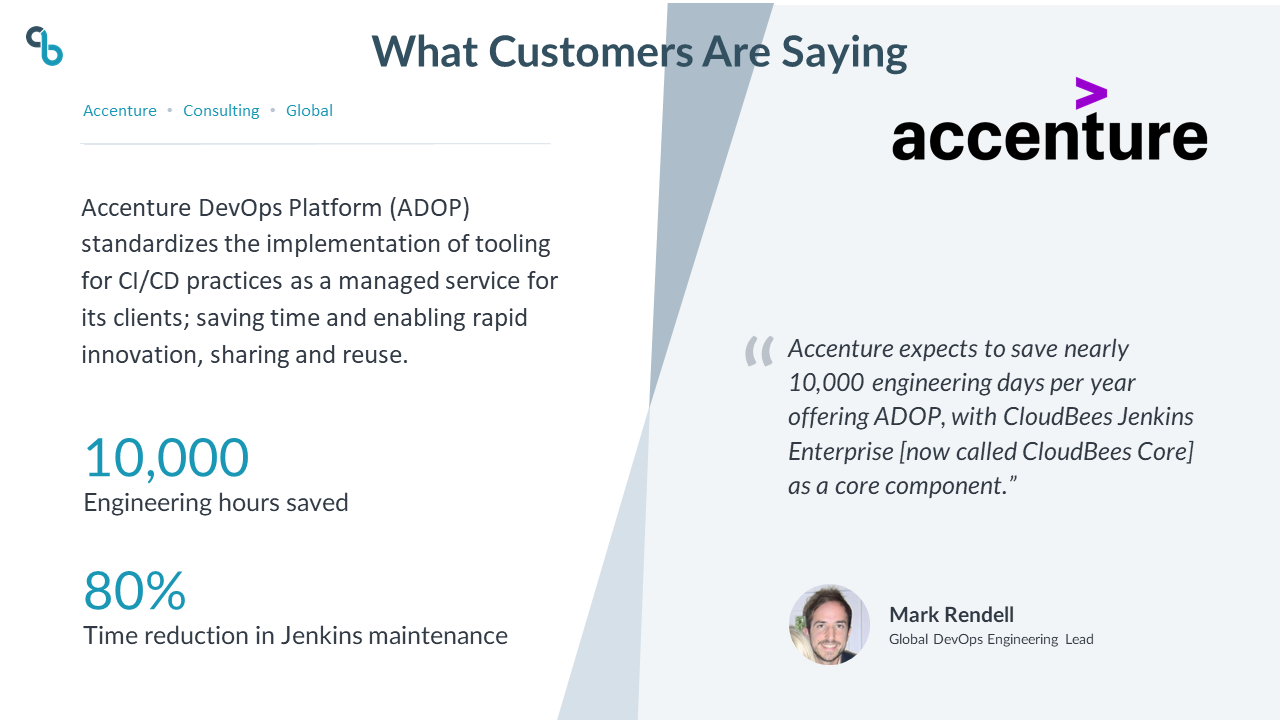 What Customers Are Saying
Accenture • Consulting • Global
Accenture DevOps Platform (ADOP)
standardizes the implementation of tooling
for CI/CD practices as a managed service for
its clients; saving time and enabling rapid
innovation, sharing and reuse.
10,000
Engineering hours saved
80%
Time reduction in Jenkins maintenance
>
accenture
“ Accenture expects to save nearly
10,000 engineering days per year
offering ADOP, with CloudBees Jenkins
Enterprise [now called CloudBees Core]
as a core component.”
Mark Rendell
Global DevOps Engineering Lead